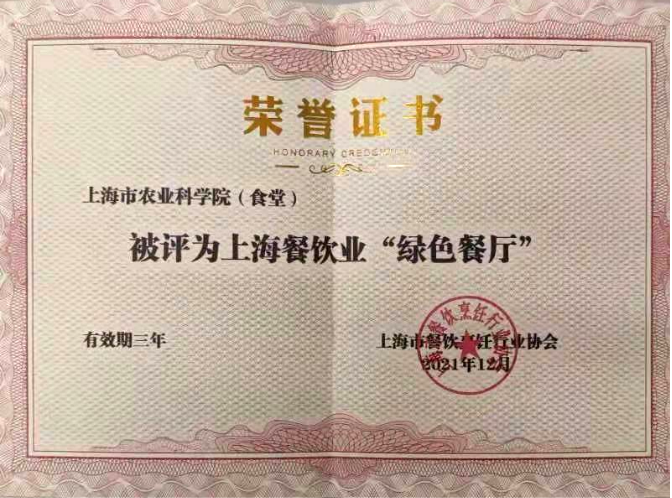 荣誉证书
HONORARY CREDENTIAL
上海市农业科学院（食堂）
被评为上海餐饮业“绿色餐厅”
有效期三年
上海市餐饮烹饪行业协会
2021年12月